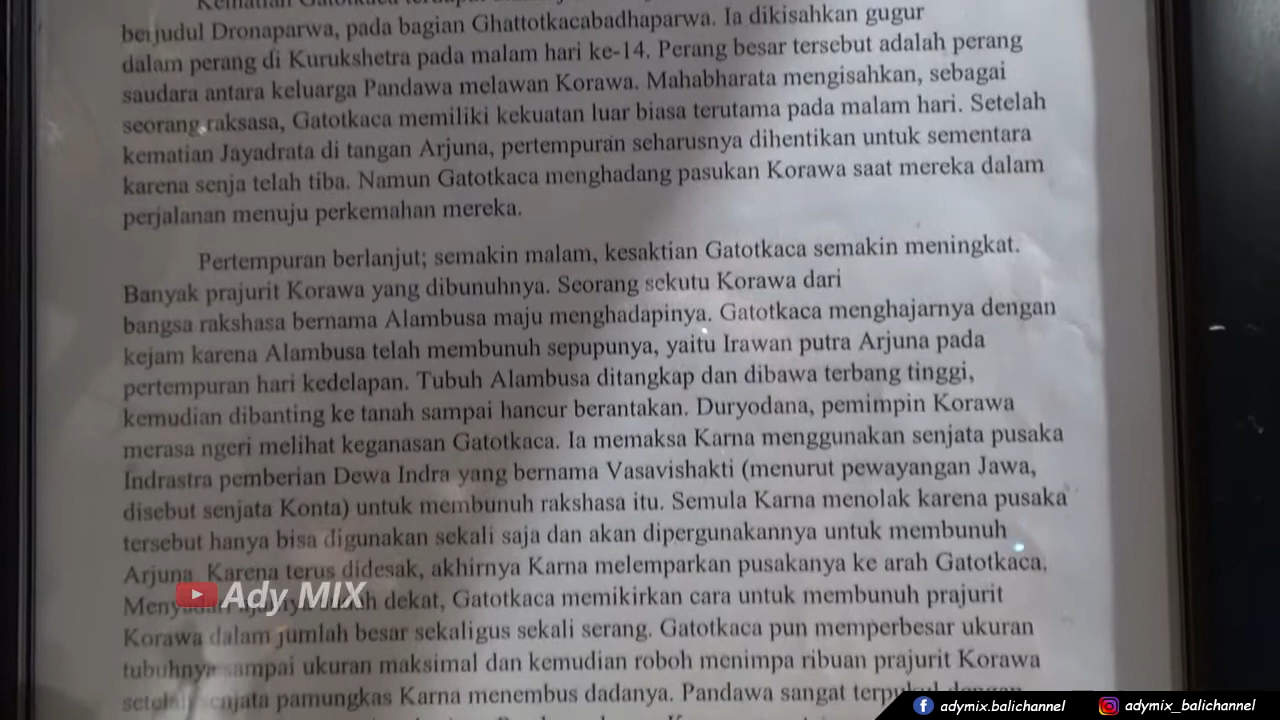 berjudul Dronaparwa, pada bagian Ghattotkacabadhaparwa. Ia dikisahkan gugur
dalam perang di Kurukshetra pada malam hari ke-14. Perang besar tersebut adalah perang
saudara antara keluarga Pandawa melawan Korawa. Mahabharata mengisahkan, sebagai
seorang raksasa, Gatotkaca memiliki kekuatan luar biasa terutama pada malam hari. Setelah
kematian Jayadrata di tangan Arjuna, pertempuran seharusnya dihentikan untuk sementara
karena senja telah tiba. Namun Gatotkaca menghadang pasukan Korawa saat mereka dalam
perjalanan menuju perkemahan mereka.
Pertempuran berlanjut; semakin malam, kesaktian Gatotkaca semakin meningkat.
Banyak prajurit Korawa yang dibunuhnya. Seorang sekutu Korawa dari
bangsa rakshasa bernama Alambusa maju menghadapinya. Gatotkaca menghajarnya dengan
kejam karena Alambusa telah membunuh sepupunya, yaitu Irawan putra Arjuna pada
pertempuran hari kedelapan. Tubuh Alambusa ditangkap dan dibawa terbang tinggi,
kemudian dibanting ke tanah sampai hancur berantakan. Duryodana, pemimpin Korawa
merasa ngeri melihat keganasan Gatotkaca. Ia memaksa Karna menggunakan senjata pusaka
Indrastra pemberian Dewa Indra yang bernama Vasavishakti (menurut pewayangan Jawa,
disebut senjata Konta) untuk membunuh rakshasa itu. Semula Karna menolak karena pusaka
tersebut hanya bisa digunakan sekali saja dan akan dipergunakannya untuk membunuh
Arjuna. Karena terus didesak, akhirnya Karna melemparkan pusakanya ke arah Gatotkaca.
dekat, Gatotkaca memikirkan cara untuk membunuh prajurit
Korawa dalam jumlah besar sekaligus sekali serang. Gatotkaca pun memperbesar ukuran
tubuhnya sampai ukuran maksimal dan kemudian roboh menimpa ribuan prajurit Korawa
setelah senjata pamungkas Karna menembus dadanya. Pandawa sangat terpukul dengan
Ady MIX
adymix.balichannel
adymix_balichannel